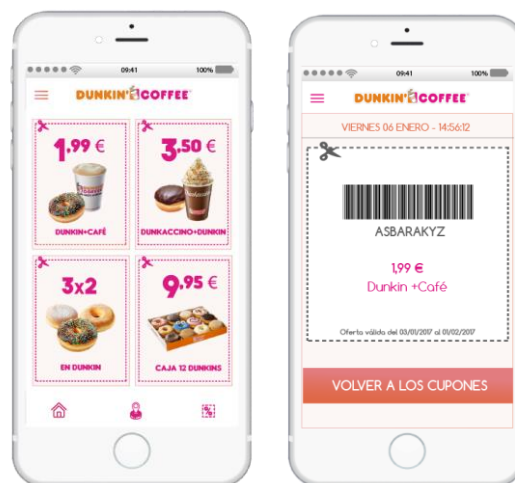 09:41
100%
DUNKIN' COFFEE
1.99 €
DUNKIN+CAFÉ
3.50 €
DUNKACCINO+DUNKIN
3x2
EN DUNKIN
9.95 €
CAJA 12 DUNKINS
09:41
100%
DUNKIN' COFFEE
VIERNES 06 ENERO - 14:56:12
ASBARAKYZ
1,99 €
Dunkin +Café
Oferta válida del 03/01/2017 al 01/02/2017
VOLVER A LOS CUPONES